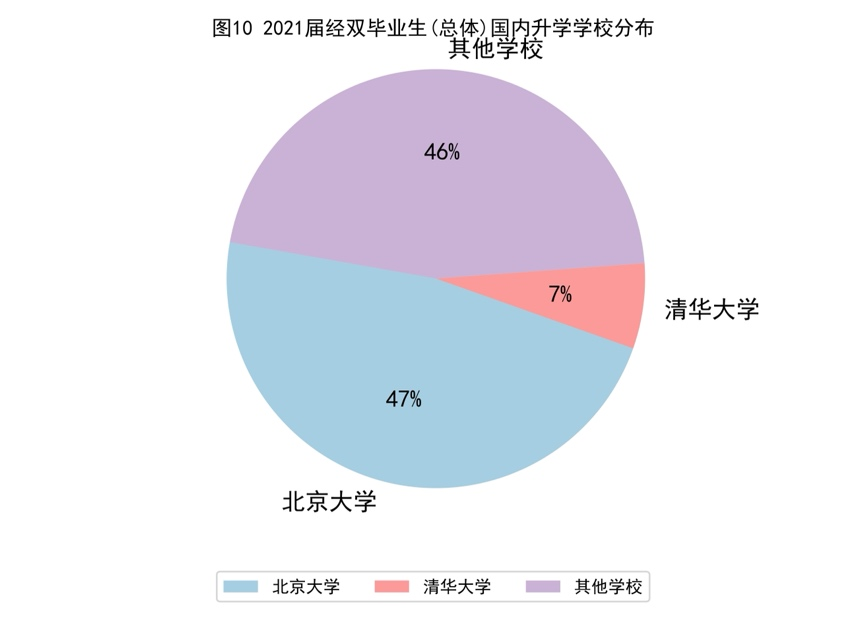 图10 2021届经双毕业生(总体)国内升学学校分布
其他学校
46%
7%
清华大学
47%
北京大学
北京大学 清华大学 其他学校